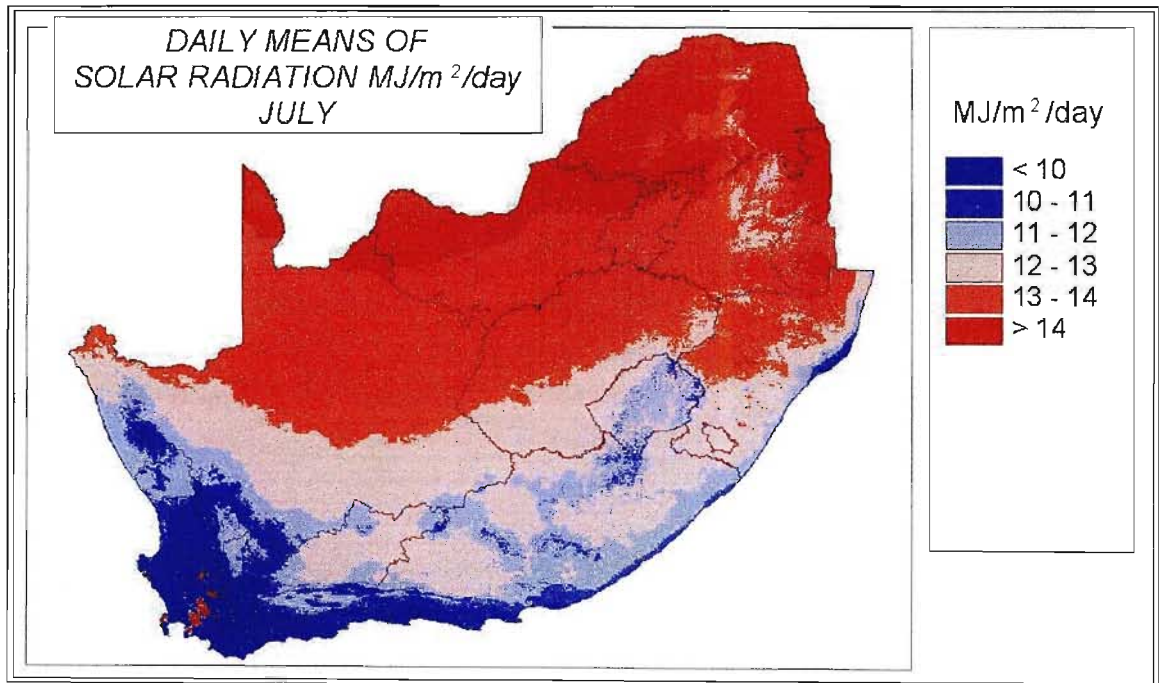 DAILY MEANS OF
SOLAR RADIATION MJ/m²/day
JULY
MJ/m²/day
< 10
10 - 11
11 - 12
12 - 13
13 - 14
> 14